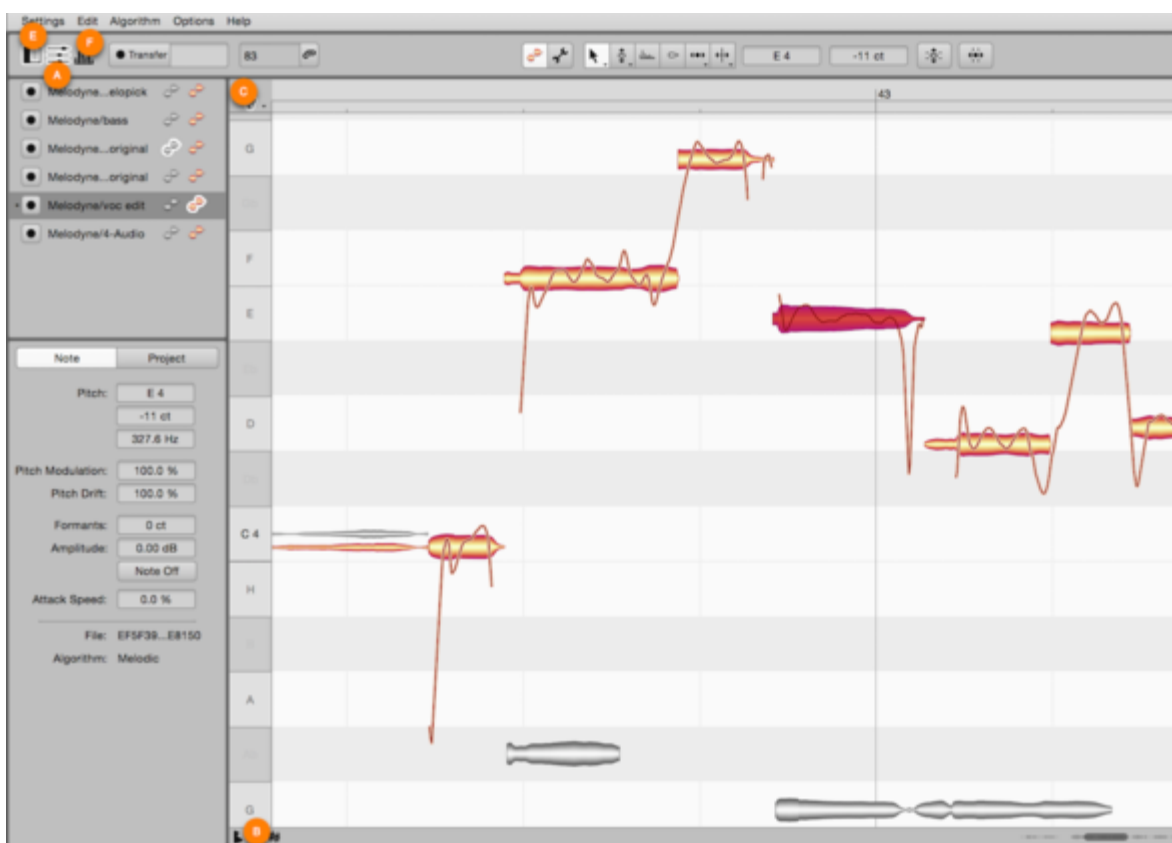 Settings Edit Algorithm Options Help
E
F
Transfer
83
E 4
-11 ct
A
Melodyne...elopick
C
43
Melodyne/bass
Melodyne...original
Melodyne...original
Melodyne/voc edit
Melodyne/4-Audio
G
F
E
D
C 4
H
A
G
Note Project
Pitch: E 4
-11 ct
327.6 Hz
Pitch Modulation: 100.0 %
Pitch Drift: 100.0 %
Formants: 0 ct
Amplitude: 0.00 dB
Note Off
Attack Speed: 0.0 %
File: EF5F39...E8150
Algorithm: Melodic
B